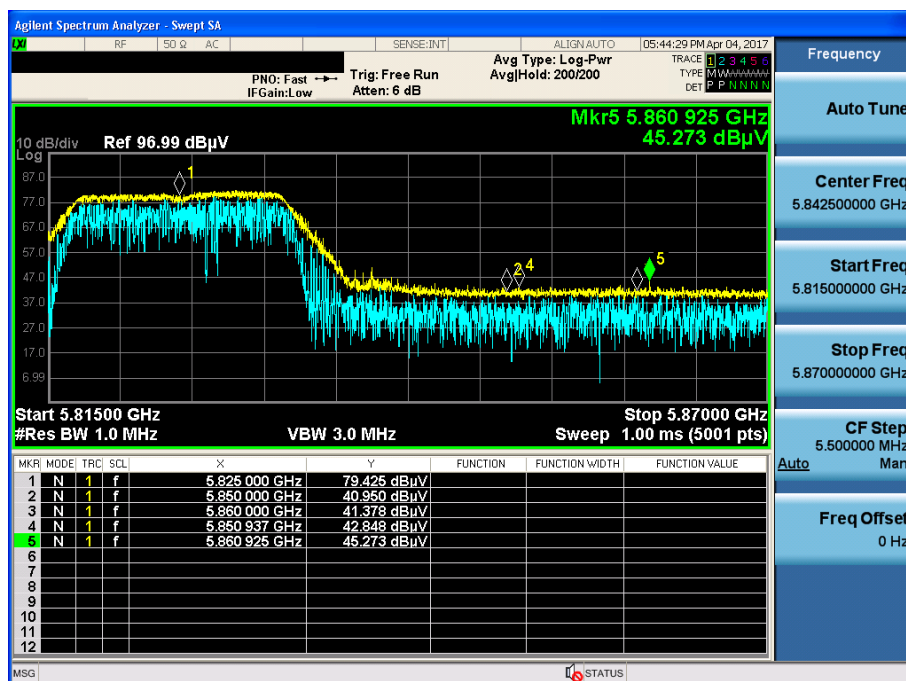 Agilent Spectrum Analyzer - Swept SA
LXI RF 50 Ω AC SENSE:INT ALIGN AUTO 05:44:29 PM Apr 04, 2017
Frequency
PNO: Fast
IFGain:Low
Trig: Free Run
Atten: 6 dB
Avg Type: Log-Pwr
Avg|Hold: 200/200
TRACE 1 2 3 4 5 6
TYPE M W W W W W
DET P P N N N N
Mkr5 5.860 925 GHz
45.273 dBµV
10 dB/div Ref 96.99 dBµV
Log
87.0
77.0
67.0
57.0
47.0
37.0
27.0
17.0
6.99
1
2
4
5
Start 5.81500 GHz Stop 5.87000 GHz
#Res BW 1.0 MHz VBW 3.0 MHz Sweep 1.00 ms (5001 pts)
MKR MODE TRC SCL X Y FUNCTION FUNCTION WIDTH FUNCTION VALUE
1 N 1 f 5.825 000 GHz 79.425 dBµV
2 N 1 f 5.850 000 GHz 40.950 dBµV
3 N 1 f 5.860 000 GHz 41.378 dBµV
4 N 1 f 5.850 937 GHz 42.848 dBµV
5 N 1 f 5.860 925 GHz 45.273 dBµV
6
7
8
9
10
11
12
MSG STATUS
Auto Tune
Center Freq
5.842500000 GHz
Start Freq
5.815000000 GHz
Stop Freq
5.870000000 GHz
CF Step
5.500000 MHz
Auto Man
Freq Offset
0 Hz